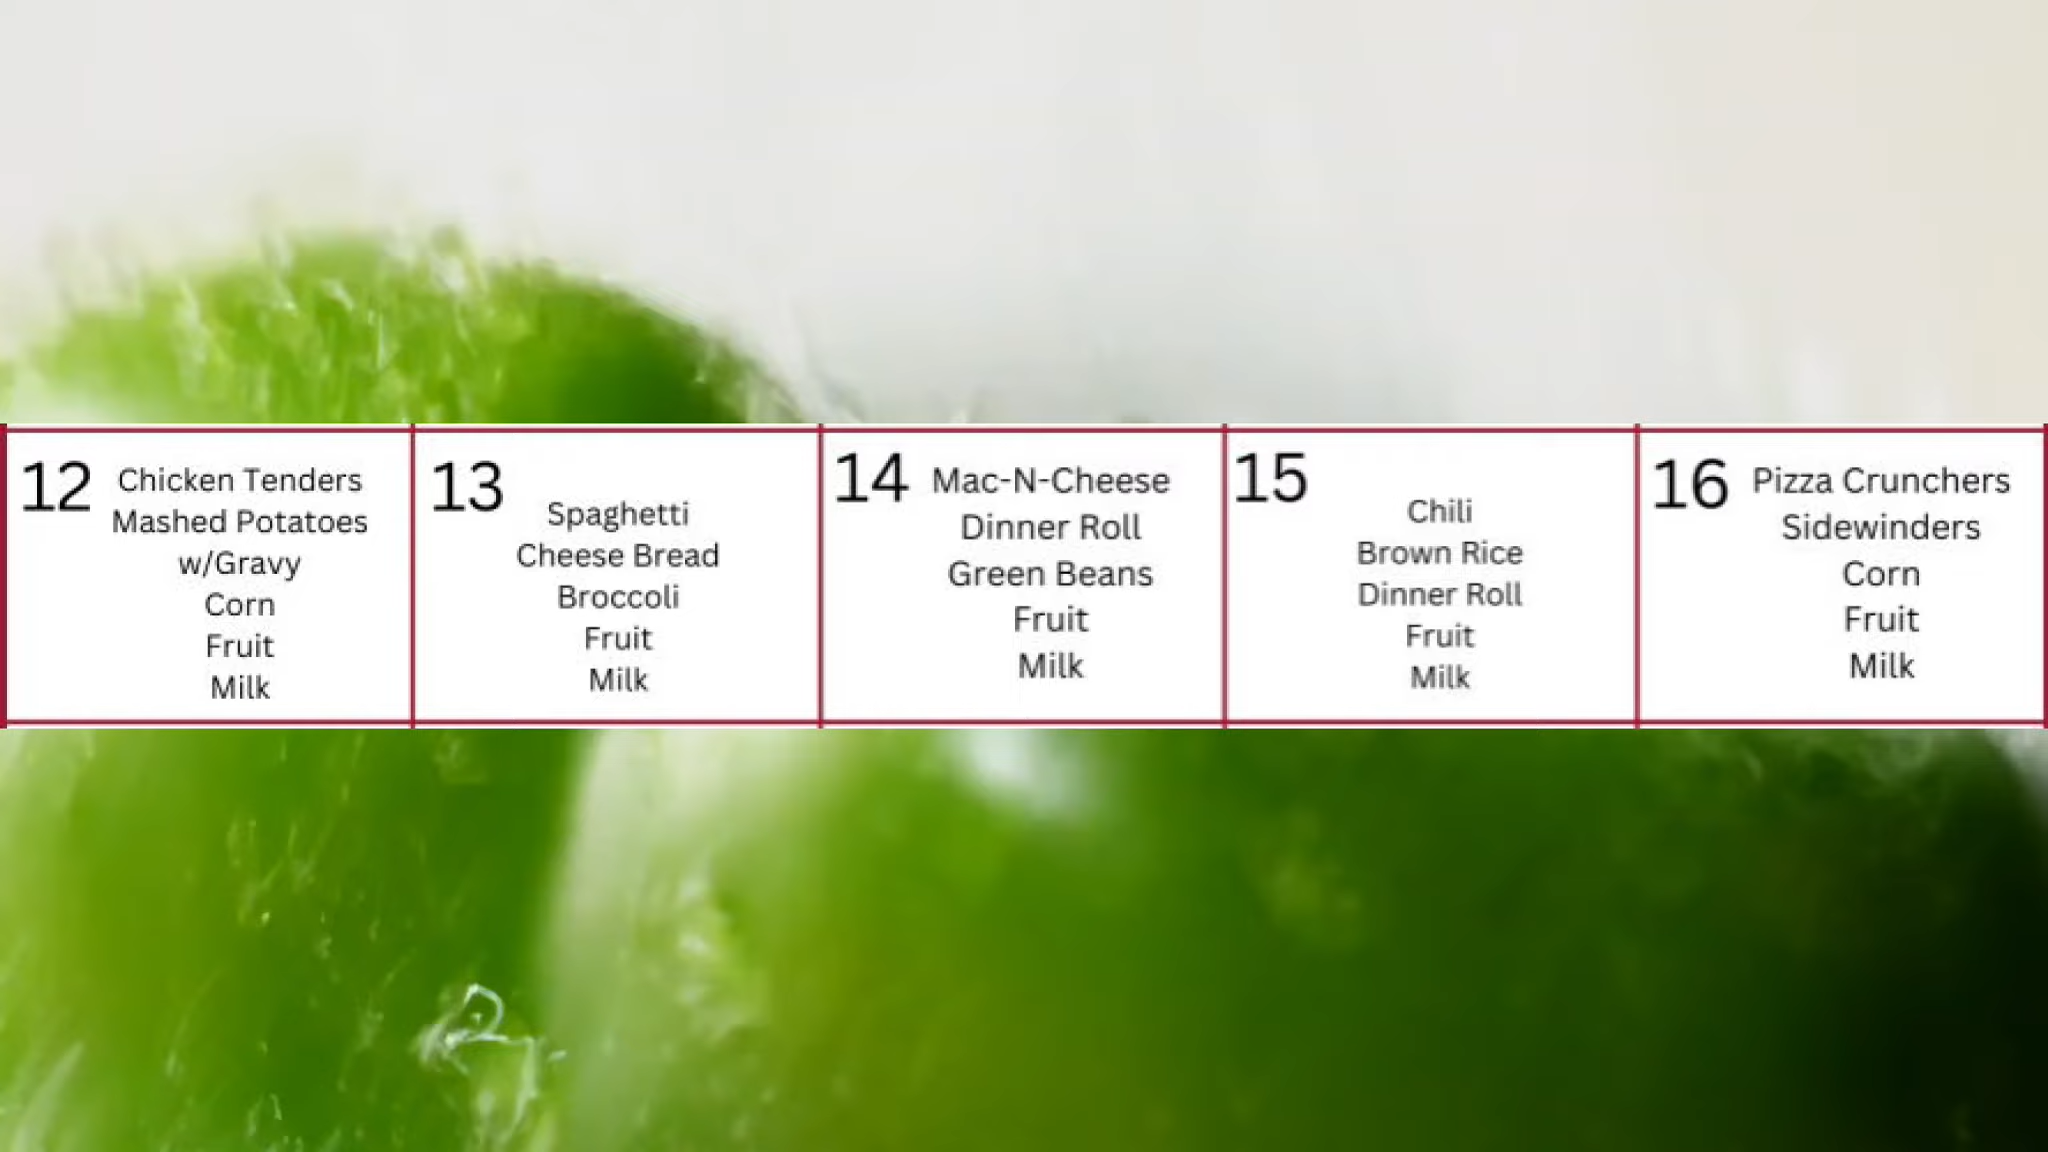 12
Chicken Tenders
Mashed Potatoes
w/Gravy
Corn
Fruit
Milk
13
Spaghetti
Cheese Bread
Broccoli
Fruit
Milk
14
Mac-N-Cheese
Dinner Roll
Green Beans
Fruit
Milk
15
Chili
Brown Rice
Dinner Roll
Fruit
Milk
16
Pizza Crunchers
Sidewinders
Corn
Fruit
Milk